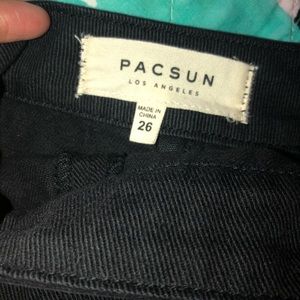 PACSUN
LOS ANGELES
MADE IN
CHINA
26